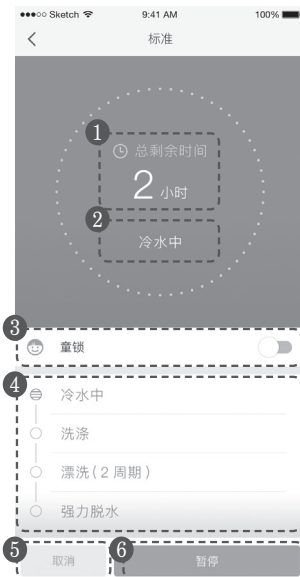 ●●●○○ Sketch 9:41 AM 100%
标准
1
总剩余时间
2 小时
2
冷水中
3
童锁
4
冷水中
洗涤
漂洗(2 周期)
强力脱水
5 6
取消 暂停